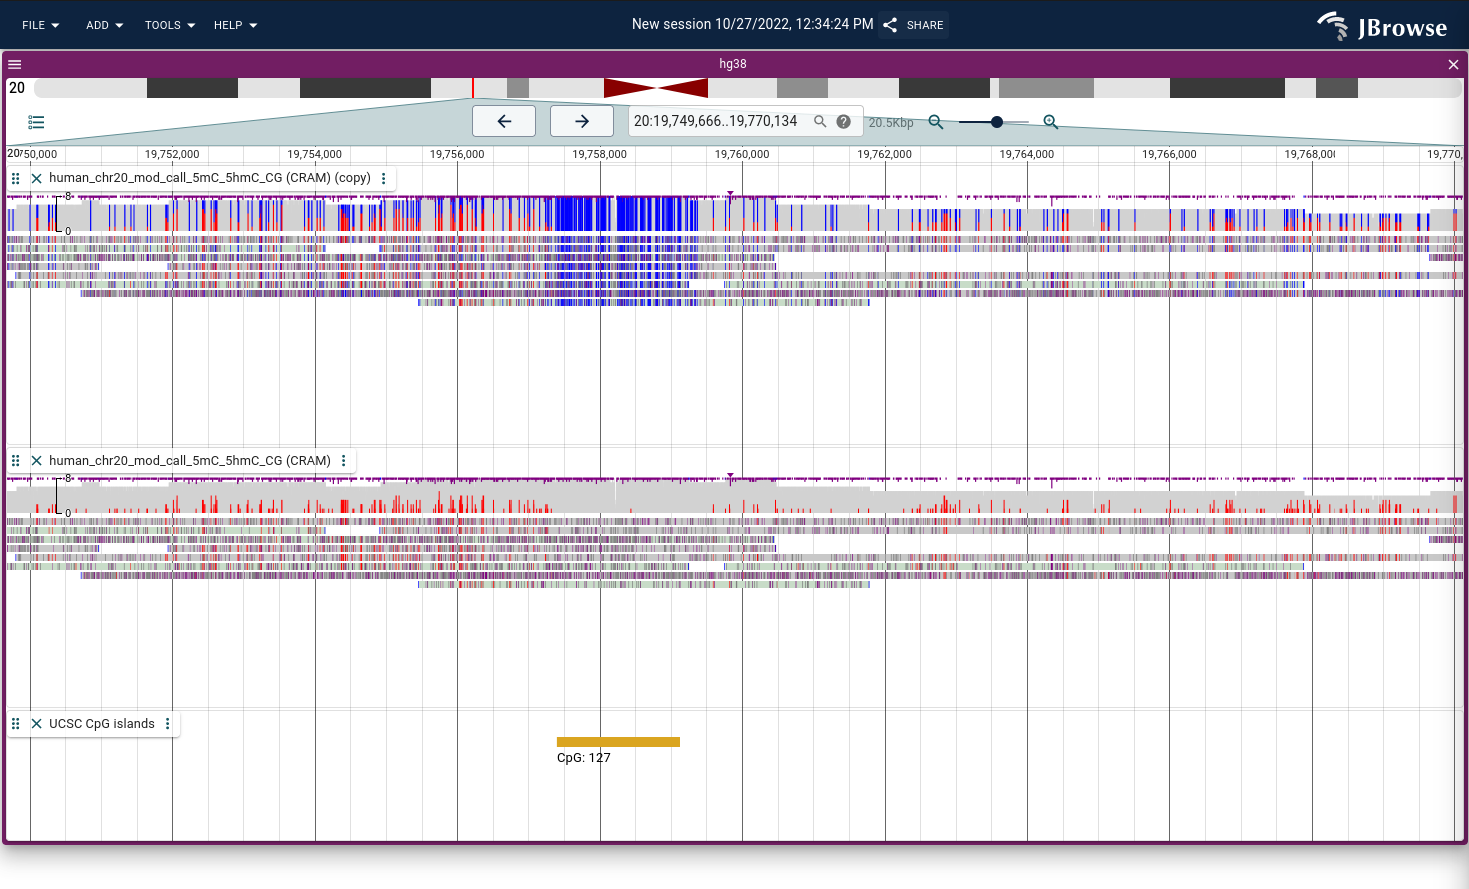 FILE ADD TOOLS HELP New session 10/27/2022, 12:34:24 PM SHARE JBrowse
hg38
20
20:19,749,666..19,770,134 20.5Kbp
20 750,000 19,752,000 19,754,000 19,756,000 19,758,000 19,760,000 19,762,000 19,764,000 19,766,000 19,768,000 19,770,
human_chr20_mod_call_5mC_5hmC_CG (CRAM) (copy)
8
0
human_chr20_mod_call_5mC_5hmC_CG (CRAM)
8
0
UCSC CpG islands
CpG: 127